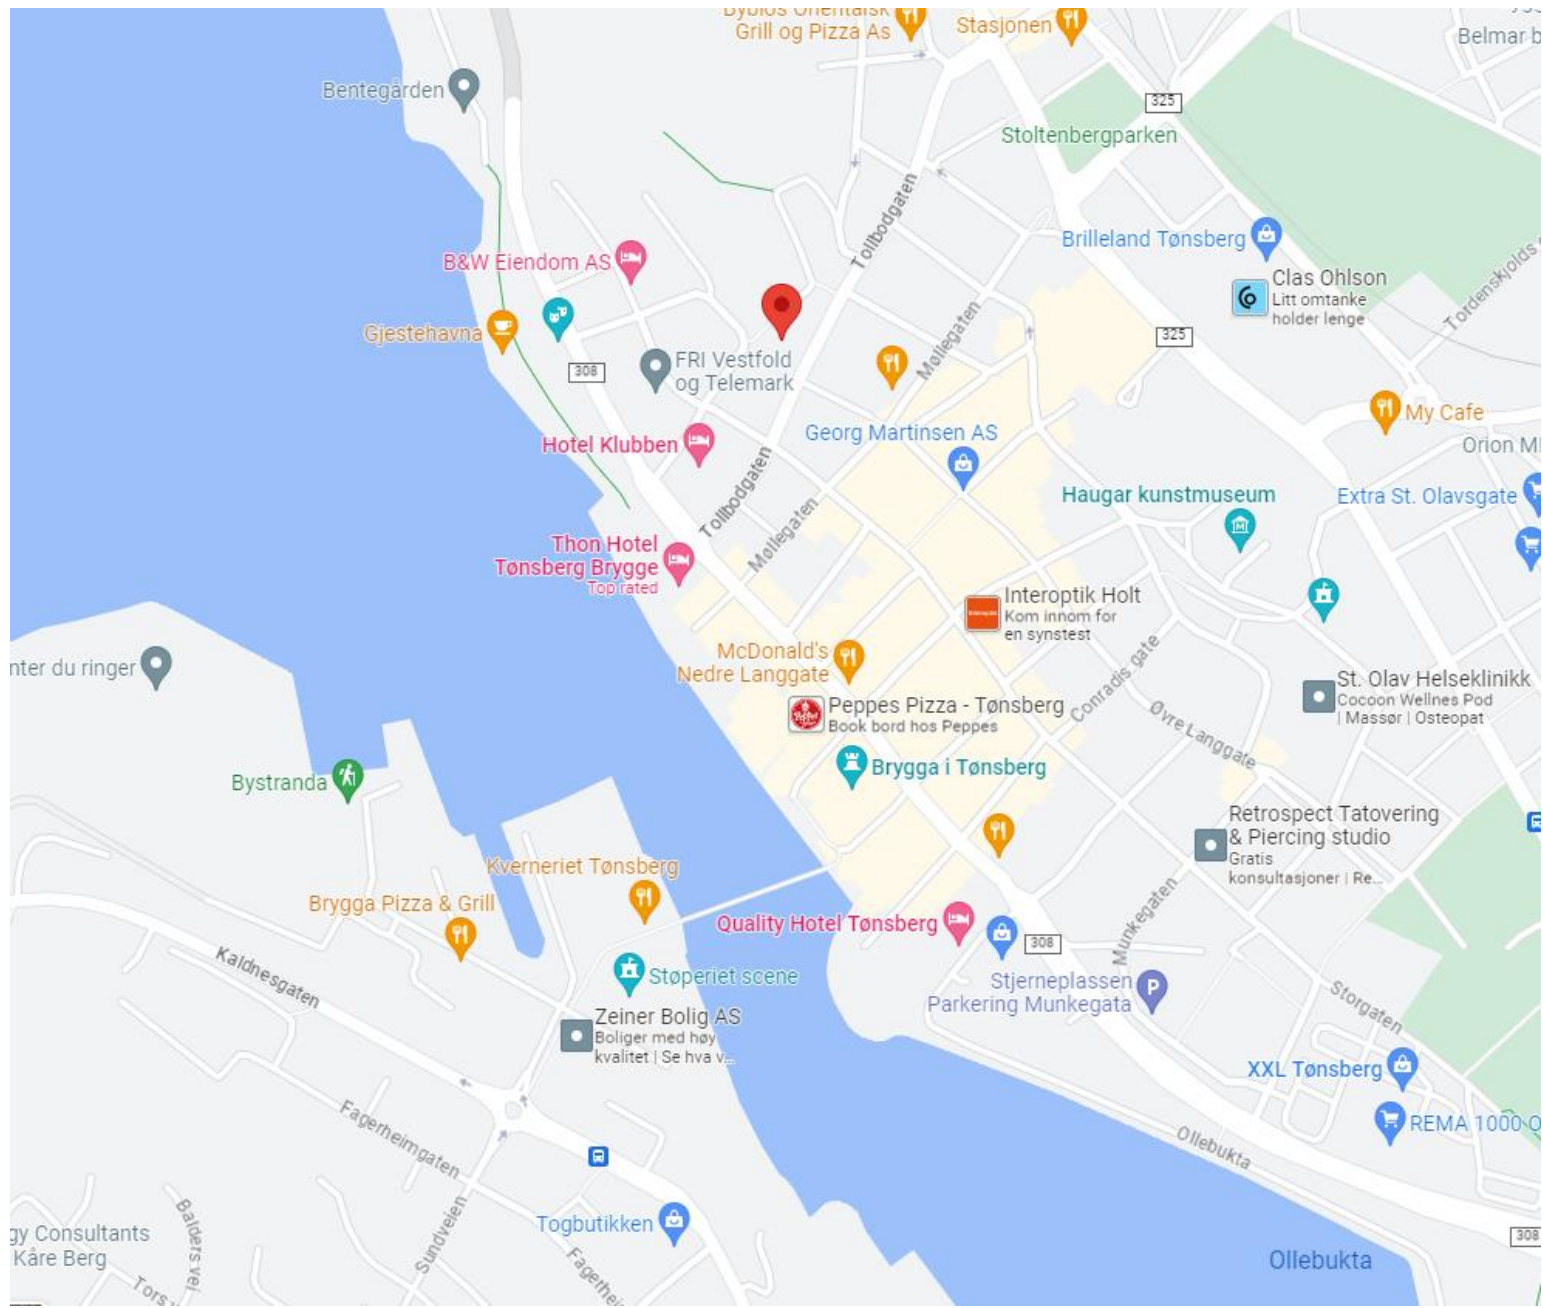 Grill og Pizza As
Stasjonen
Belmar b
Bentegården
325
Stoltenbergparken
Tollbodgaten
Brilleland Tønsberg
B&W Eiendom AS
Clas Ohlson
Litt omtanke
holder lenge
Tordenskjolds
Gjestehavna
Møllegaten
325
308
FRI Vestfold
og Telemark
My Cafe
Georg Martinsen AS
Hotel Klubben
Orion
Tollbodgaten
Haugar kunstmuseum
Extra St. Olavsgate
Møllegaten
Thon Hotel
Tønsberg Brygge
Top rated
Interoptik Holt
Kom innom for
en synstest
McDonald's
Nedre Langgate
nter du ringer
Conradis gate
St. Olav Helseklinikk
Cocoon Wellnes Pod
| Massør | Osteopat
Peppes Pizza - Tønsberg
Book bord hos Peppes
Øvre Langgate
Brygga i Tønsberg
Bystranda
Retrospect Tatovering
& Piercing studio
Gratis
konsultasjoner | Re...
Kverneriet Tønsberg
Brygga Pizza & Grill
Quality Hotel Tønsberg
308
Munkegaten
Kaldnesgaten
Støperiet scene
Stjerneplassen
Parkering Munkegata
P
Storgaten
Zeiner Bolig AS
Boliger med høy
kvalitet | Se hva v...
XXL Tønsberg
Fagerheimgaten
REMA 1000 O
Ollebukta
Togbutikken
Sundveien
Balders vei
gy Consultants
Kåre Berg
308
Ollebukta
Fagerhei
Tors